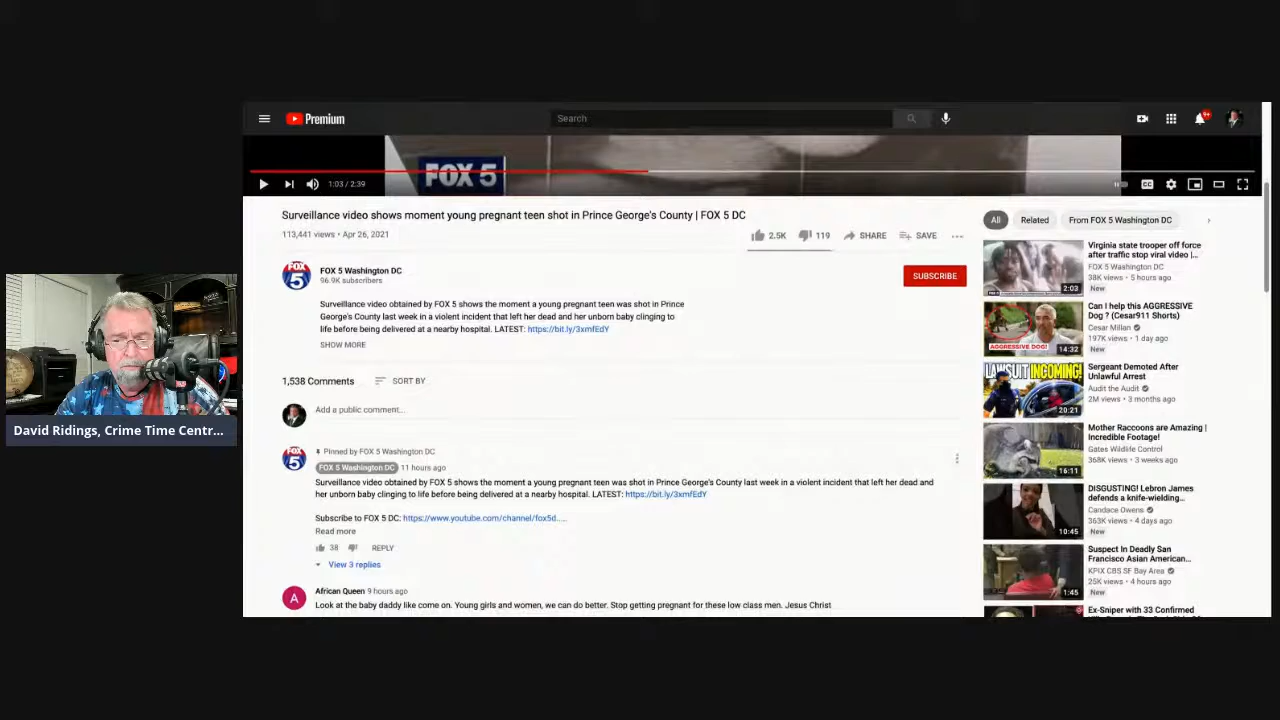 Premium
Search
9+
FOX 5
1:03 / 2:39
CC
Surveillance video shows moment young pregnant teen shot in Prince George's County | FOX 5 DC
113,441 views • Apr 26, 2021
2.5K
119
SHARE
SAVE
FOX 5 Washington DC
96.9K subscribers
SUBSCRIBE
Surveillance video obtained by FOX 5 shows the moment a young pregnant teen was shot in Prince
George's County last week in a violent incident that left her dead and her unborn baby clinging to
life before being delivered at a nearby hospital. LATEST: https://bit.ly/3xmfEdY
SHOW MORE
1,538 Comments
SORT BY
Add a public comment...
Pinned by FOX 5 Washington DC
FOX 5 Washington DC 11 hours ago
Surveillance video obtained by FOX 5 shows the moment a young pregnant teen was shot in Prince George's County last week in a violent incident that left her dead and
her unborn baby clinging to life before being delivered at a nearby hospital. LATEST: https://bit.ly/3xmfEdY
Subscribe to FOX 5 DC: https://www.youtube.com/channel/fox5d.....
Read more
38
REPLY
View 3 replies
A
African Queen 9 hours ago
Look at the baby daddy like come on. Young girls and women, we can do better. Stop getting pregnant for these low class men. Jesus Christ
All
Related
From FOX 5 Washington DC
Virginia state trooper off force
after traffic stop viral video |...
FOX 5 Washington DC
38K views • 5 hours ago
New
2:03
Can I help this AGGRESSIVE
Dog ? (Cesar911 Shorts)
Cesar Millan
197K views • 1 day ago
New
AGGRESSIVE DOG!
14:32
Sergeant Demoted After
Unlawful Arrest
Audit the Audit
2M views • 3 months ago
LAWSUIT INCOMING!
20:21
Mother Raccoons are Amazing |
Incredible Footage!
Gates Wildlife Control
368K views • 3 weeks ago
16:11
DISGUSTING! Lebron James
defends a knife-wielding...
Candace Owens
363K views • 4 days ago
New
10:45
Suspect In Deadly San
Francisco Asian American...
KPIX CBS SF Bay Area
25K views • 4 hours ago
New
1:45
Ex-Sniper with 33 Confirmed
David Ridings, Crime Time Centr...